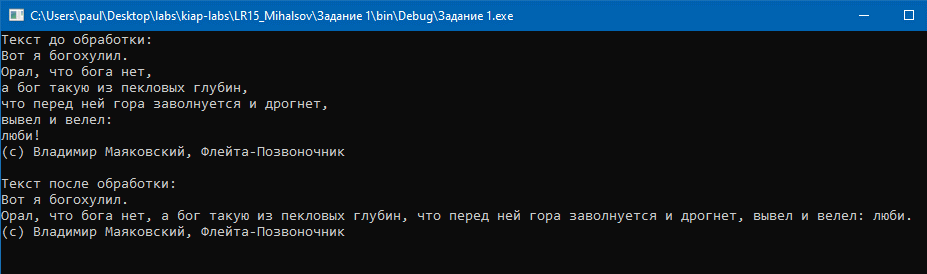 C:\Users\paul\Desktop\labs\kiap-labs\LR15_Mihalsov\Задание 1\bin\Debug\Задание 1.exe
Текст до обработки:
Вот я богохулил.
Орал, что бога нет,
а бог такую из пекловых глубин,
что перед ней гора заволнуется и дрогнет,
вывел и велел:
люби!
(с) Владимир Маяковский, Флейта-Позвоночник
Текст после обработки:
Вот я богохулил.
Орал, что бога нет, а бог такую из пекловых глубин, что перед ней гора заволнуется и дрогнет, вывел и велел: люби.
(с) Владимир Маяковский, Флейта-Позвоночник